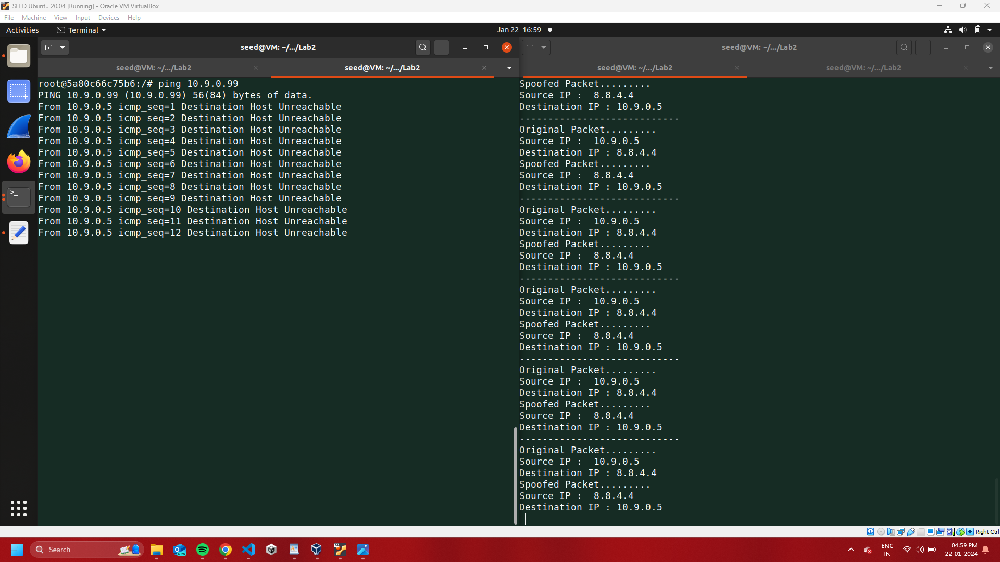 SEED Ubuntu 20.04 [Running] - Oracle VM VirtualBox
File Machine View Input Devices Help
Activities Terminal Jan 22 16:59
seed@VM: ~/.../Lab2
seed@VM: ~/.../Lab2 seed@VM: ~/.../Lab2
root@5a80c66c75b6:/# ping 10.9.0.99
PING 10.9.0.99 (10.9.0.99) 56(84) bytes of data.
From 10.9.0.5 icmp_seq=1 Destination Host Unreachable
From 10.9.0.5 icmp_seq=2 Destination Host Unreachable
From 10.9.0.5 icmp_seq=3 Destination Host Unreachable
From 10.9.0.5 icmp_seq=4 Destination Host Unreachable
From 10.9.0.5 icmp_seq=5 Destination Host Unreachable
From 10.9.0.5 icmp_seq=6 Destination Host Unreachable
From 10.9.0.5 icmp_seq=7 Destination Host Unreachable
From 10.9.0.5 icmp_seq=8 Destination Host Unreachable
From 10.9.0.5 icmp_seq=9 Destination Host Unreachable
From 10.9.0.5 icmp_seq=10 Destination Host Unreachable
From 10.9.0.5 icmp_seq=11 Destination Host Unreachable
From 10.9.0.5 icmp_seq=12 Destination Host Unreachable
seed@VM: ~/.../Lab2
seed@VM: ~/.../Lab2 seed@VM: ~/.../Lab2
Spoofed Packet.........
Source IP :  8.8.4.4
Destination IP : 10.9.0.5
----------------------------
Original Packet.........
Source IP :  10.9.0.5
Destination IP : 8.8.4.4
Spoofed Packet.........
Source IP :  8.8.4.4
Destination IP : 10.9.0.5
----------------------------
Original Packet.........
Source IP :  10.9.0.5
Destination IP : 8.8.4.4
Spoofed Packet.........
Source IP :  8.8.4.4
Destination IP : 10.9.0.5
----------------------------
Original Packet.........
Source IP :  10.9.0.5
Destination IP : 8.8.4.4
Spoofed Packet.........
Source IP :  8.8.4.4
Destination IP : 10.9.0.5
----------------------------
Original Packet.........
Source IP :  10.9.0.5
Destination IP : 8.8.4.4
Spoofed Packet.........
Source IP :  8.8.4.4
Destination IP : 10.9.0.5
----------------------------
Original Packet.........
Source IP :  10.9.0.5
Destination IP : 8.8.4.4
Spoofed Packet.........
Source IP :  8.8.4.4
Destination IP : 10.9.0.5
Right Ctrl
Search
ENG
IN
04:59 PM
22-01-2024